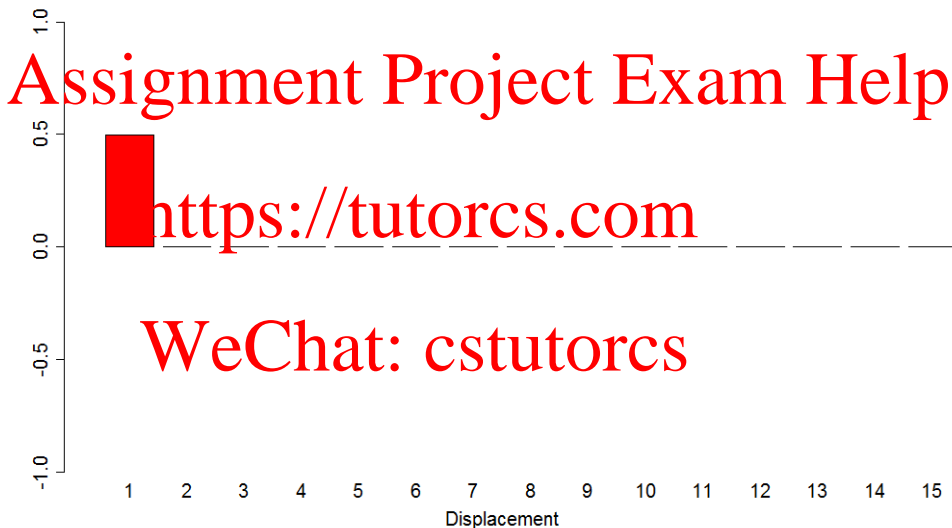 1.0
Assignment Project Exam Help
0.5
https://tutorcs.com
0.0
WeChat: cstutorcs
-0.5
-1.0
1 2 3 4 5 6 7 8 9 10 11 12 13 14 15
Displacement